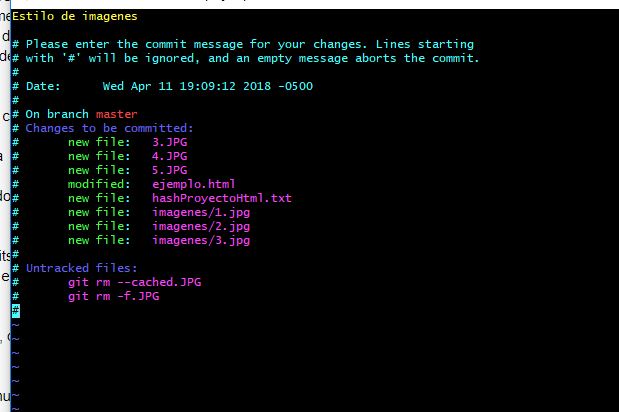 Estilo de imagenes
# Please enter the commit message for your changes. Lines starting
# with '#' will be ignored, and an empty message aborts the commit.
#
# Date:      Wed Apr 11 19:09:12 2018 -0500
#
# On branch master
# Changes to be committed:
#       new file:   3.JPG
#       new file:   4.JPG
#       new file:   5.JPG
#       modified:   ejemplo.html
#       new file:   hashProyectoHtml.txt
#       new file:   imagenes/1.jpg
#       new file:   imagenes/2.jpg
#       new file:   imagenes/3.jpg
#
# Untracked files:
#       git rm --cached.JPG
#       git rm -f.JPG
#
~
~
~
~
~
~
~